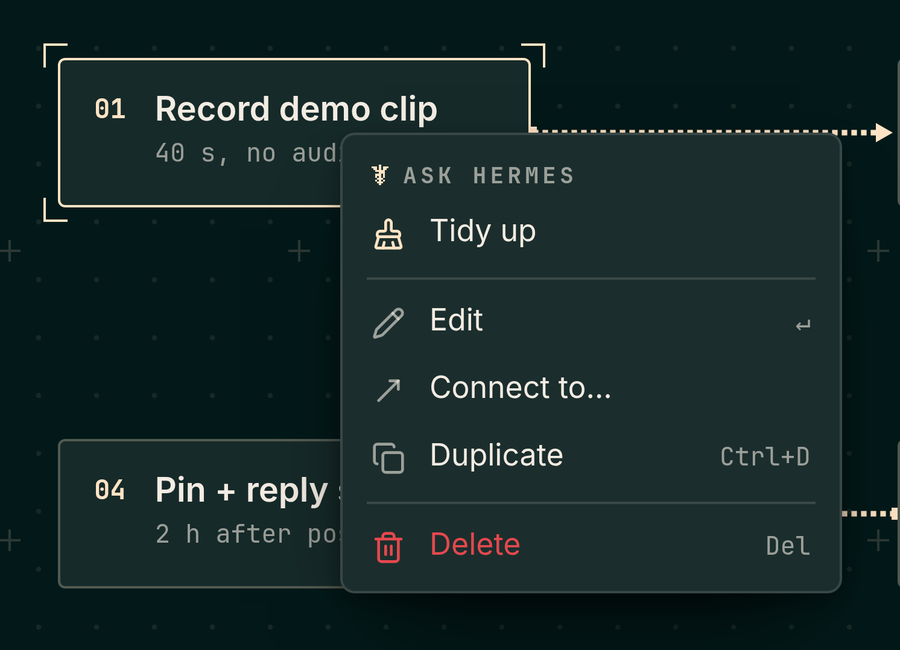 01 Record demo clip
40 s, no aud
ASK HERMES
Tidy up
Edit ↵
Connect to...
Duplicate Ctrl+D
Delete Del
04 Pin + reply
2 h after po